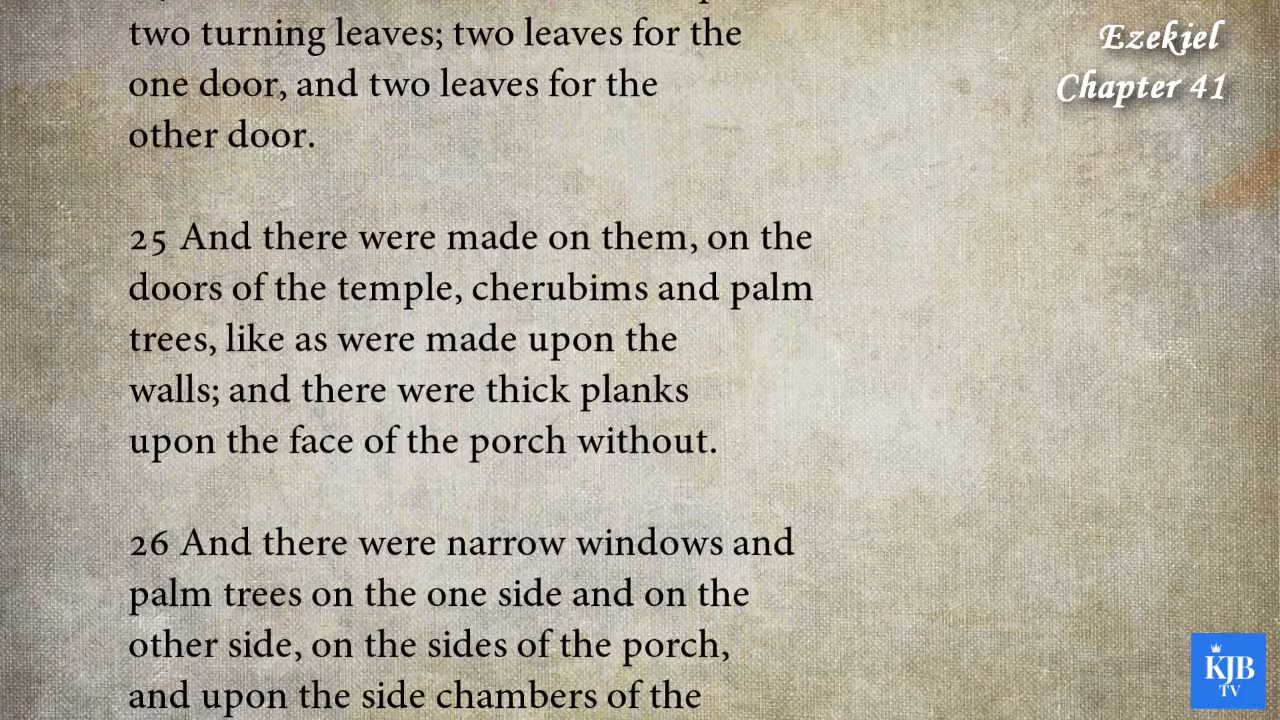 two turning leaves; two leaves for the
one door, and two leaves for the
other door.
25 And there were made on them, on the
doors of the temple, cherubims and palm
trees, like as were made upon the
walls; and there were thick planks
upon the face of the porch without.
26 And there were narrow windows and
palm trees on the one side and on the
other side, on the sides of the porch,
and upon the side chambers of the
Ezekiel
Chapter 41
KJB
TV